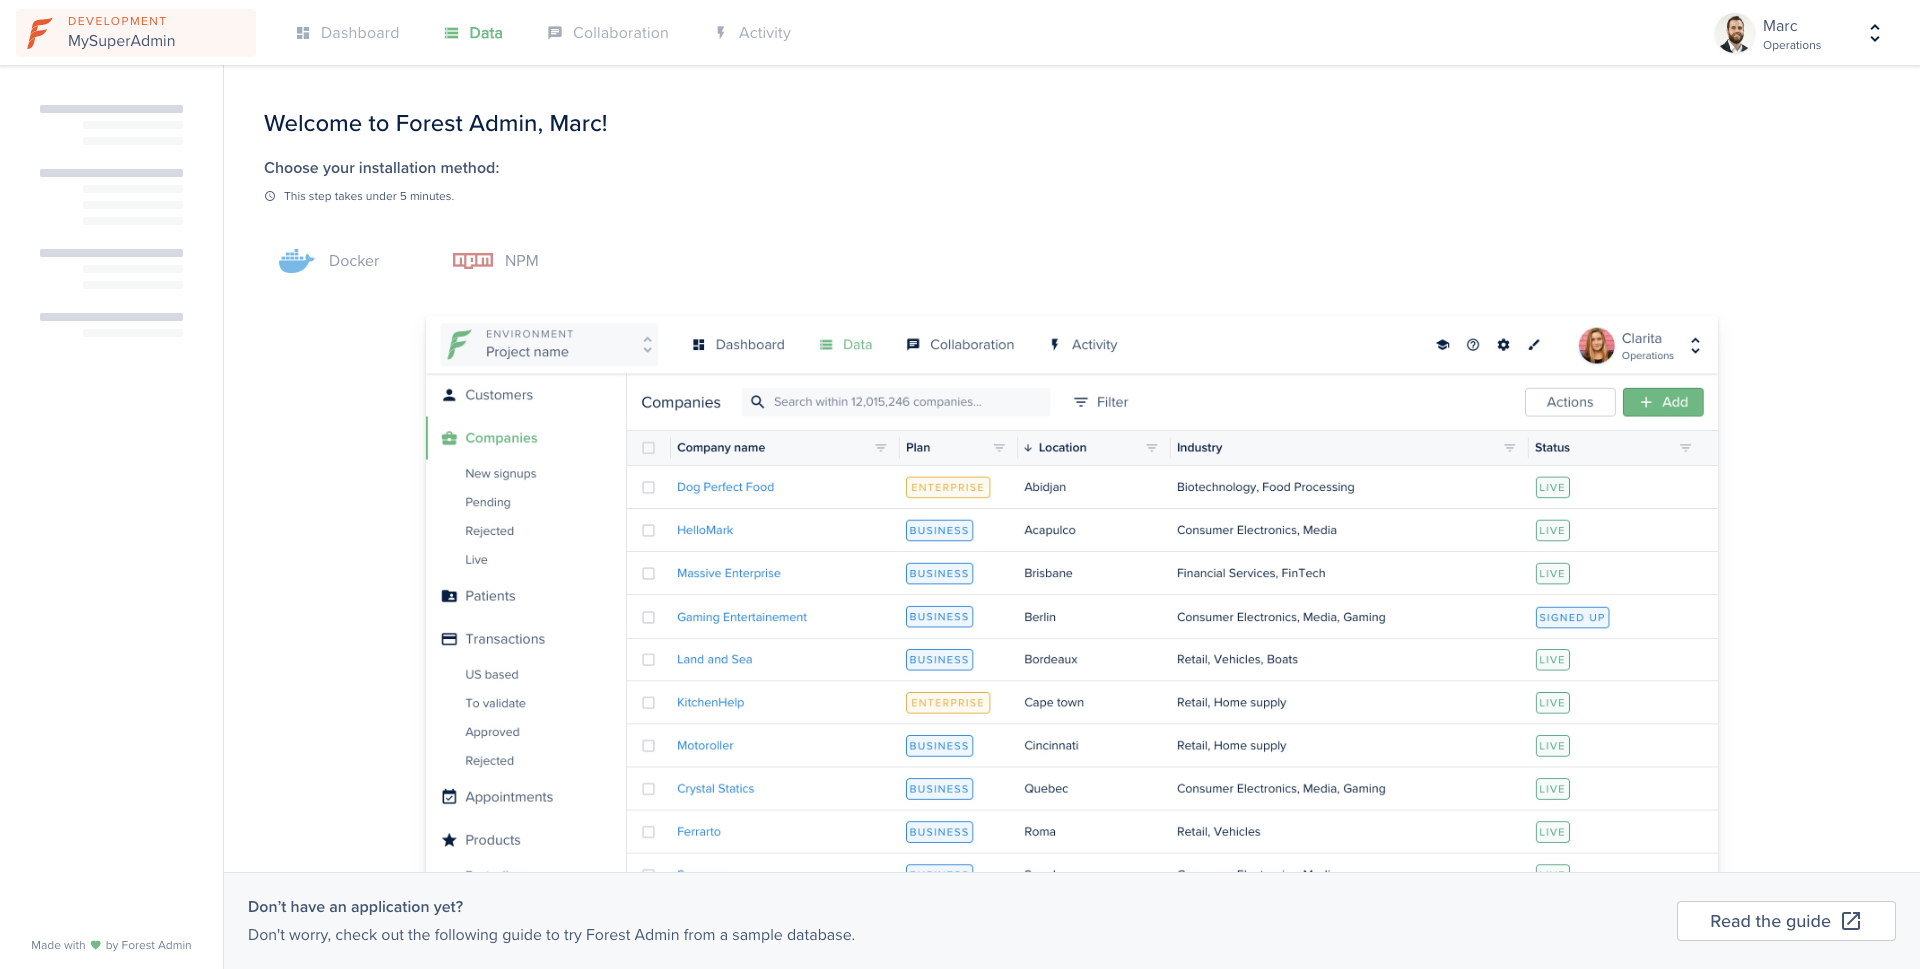 DEVELOPMENT
MySuperAdmin
Dashboard
Data
Collaboration
Activity
Marc
Operations
Welcome to Forest Admin, Marc!
Choose your installation method:
This step takes under 5 minutes.
Docker
npm
NPM
ENVIRONMENT
Project name
Dashboard
Data
Collaboration
Activity
Clarita
Operations
Customers
Companies
New signups
Pending
Rejected
Live
Patients
Transactions
US based
To validate
Approved
Rejected
Appointments
Products
Companies
Search within 12,015,246 companies...
Filter
Actions
+ Add
Company name Plan Location Industry Status
Dog Perfect Food ENTERPRISE Abidjan Biotechnology, Food Processing LIVE
HelloMark BUSINESS Acapulco Consumer Electronics, Media LIVE
Massive Enterprise BUSINESS Brisbane Financial Services, FinTech LIVE
Gaming Entertainement BUSINESS Berlin Consumer Electronics, Media, Gaming SIGNED UP
Land and Sea BUSINESS Bordeaux Retail, Vehicles, Boats LIVE
KitchenHelp ENTERPRISE Cape town Retail, Home supply LIVE
Motoroller BUSINESS Cincinnati Retail, Home supply LIVE
Crystal Statics BUSINESS Quebec Consumer Electronics, Media, Gaming LIVE
Ferrarto BUSINESS Roma Retail, Vehicles LIVE
Don't have an application yet?
Don't worry, check out the following guide to try Forest Admin from a sample database.
Read the guide
Made with by Forest Admin